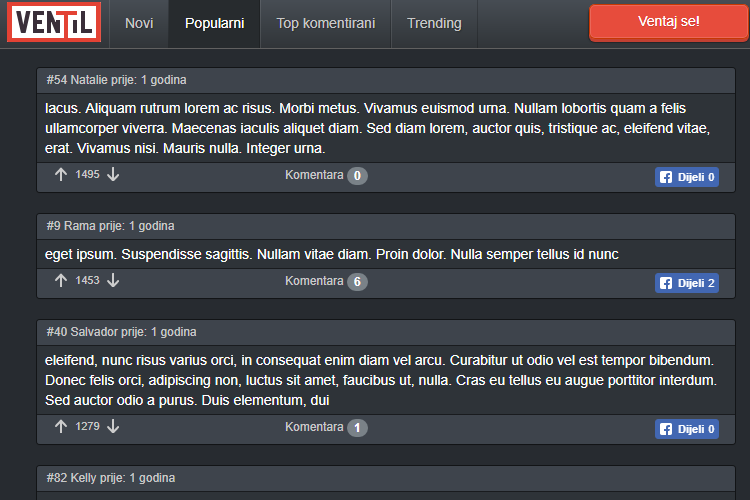 VENTIL
Novi
Popularni
Top komentirani
Trending
Ventaj se!
#54 Natalie prije: 1 godina
lacus. Aliquam rutrum lorem ac risus. Morbi metus. Vivamus euismod urna. Nullam lobortis quam a felis
ullamcorper viverra. Maecenas iaculis aliquet diam. Sed diam lorem, auctor quis, tristique ac, eleifend vitae,
erat. Vivamus nisi. Mauris nulla. Integer urna.
1495 Komentara 0 Dijeli 0
#9 Rama prije: 1 godina
eget ipsum. Suspendisse sagittis. Nullam vitae diam. Proin dolor. Nulla semper tellus id nunc
1453 Komentara 6 Dijeli 2
#40 Salvador prije: 1 godina
eleifend, nunc risus varius orci, in consequat enim diam vel arcu. Curabitur ut odio vel est tempor bibendum.
Donec felis orci, adipiscing non, luctus sit amet, faucibus ut, nulla. Cras eu tellus eu augue porttitor interdum.
Sed auctor odio a purus. Duis elementum, dui
1279 Komentara 1 Dijeli 0
#82 Kelly prije: 1 godina